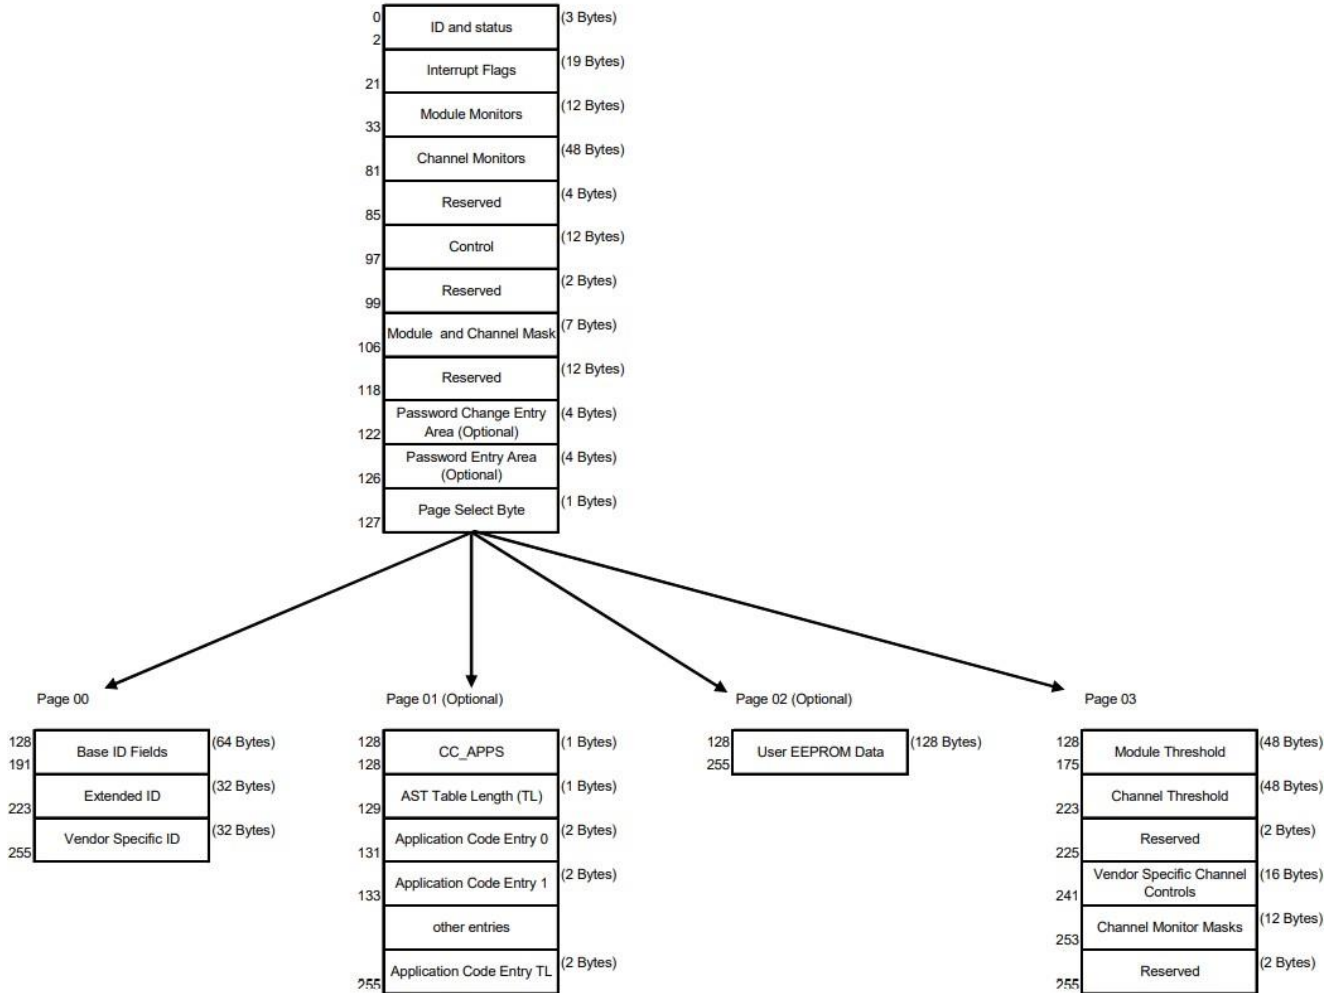 0
ID and status
(3 Bytes)
2
Interrupt Flags
(19 Bytes)
21
Module Monitors
(12 Bytes)
33
Channel Monitors
(48 Bytes)
81
Reserved
(4 Bytes)
85
Control
(12 Bytes)
97
Reserved
(2 Bytes)
99
Module and Channel Mask
(7 Bytes)
106
Reserved
(12 Bytes)
118
Password Change Entry
Area (Optional)
(4 Bytes)
122
Password Entry Area
(Optional)
(4 Bytes)
126
Page Select Byte
(1 Bytes)
127
Page 00
128
Base ID Fields
(64 Bytes)
191
Extended ID
(32 Bytes)
223
Vendor Specific ID
(32 Bytes)
255
Page 01 (Optional)
128
CC_APPS
(1 Bytes)
128
AST Table Length (TL)
(1 Bytes)
129
Application Code Entry 0
(2 Bytes)
131
Application Code Entry 1
(2 Bytes)
133
other entries
Application Code Entry TL
(2 Bytes)
255
Page 02 (Optional)
128
User EEPROM Data
(128 Bytes)
255
Page 03
128
Module Threshold
(48 Bytes)
175
Channel Threshold
(48 Bytes)
223
Reserved
(2 Bytes)
225
Vendor Specific Channel
Controls
(16 Bytes)
241
Channel Monitor Masks
(12 Bytes)
253
Reserved
(2 Bytes)
255